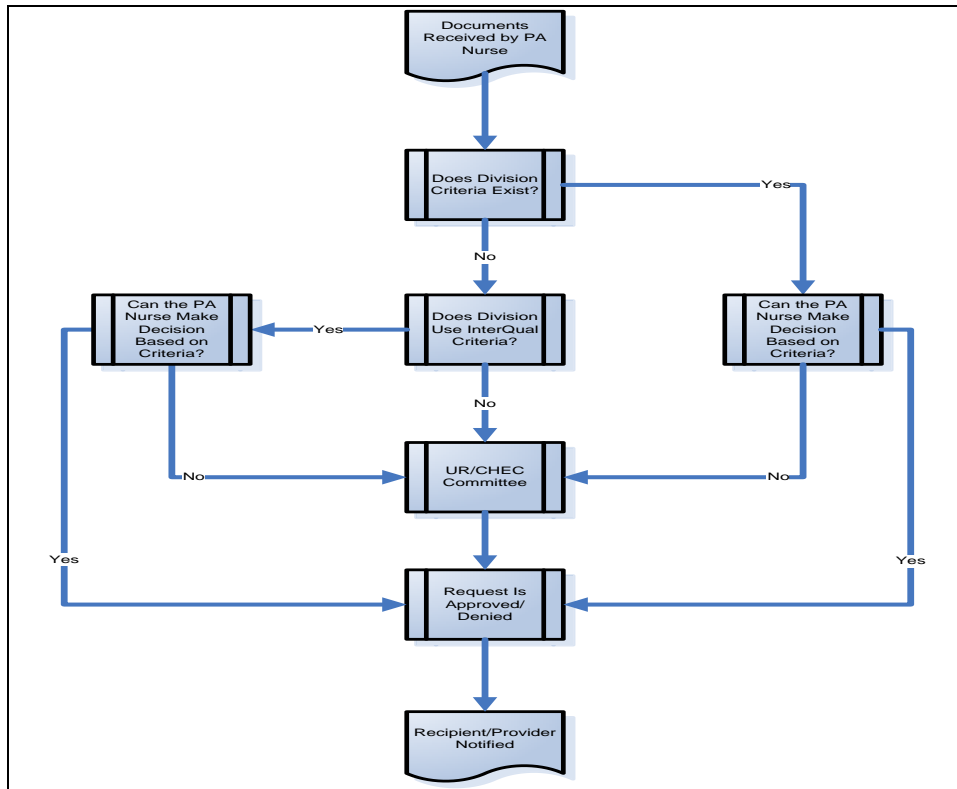 Documents
Received by PA
Nurse
Does Division
Criteria Exist?
Yes
No
Can the PA
Nurse Make
Decision
Based on
Criteria?
Yes
Does Division
Use InterQual
Criteria?
Can the PA
Nurse Make
Decision
Based on
Criteria?
No
No
UR/CHEC
Committee
No
Yes
Yes
Request Is
Approved/
Denied
Recipient/Provider
Notified